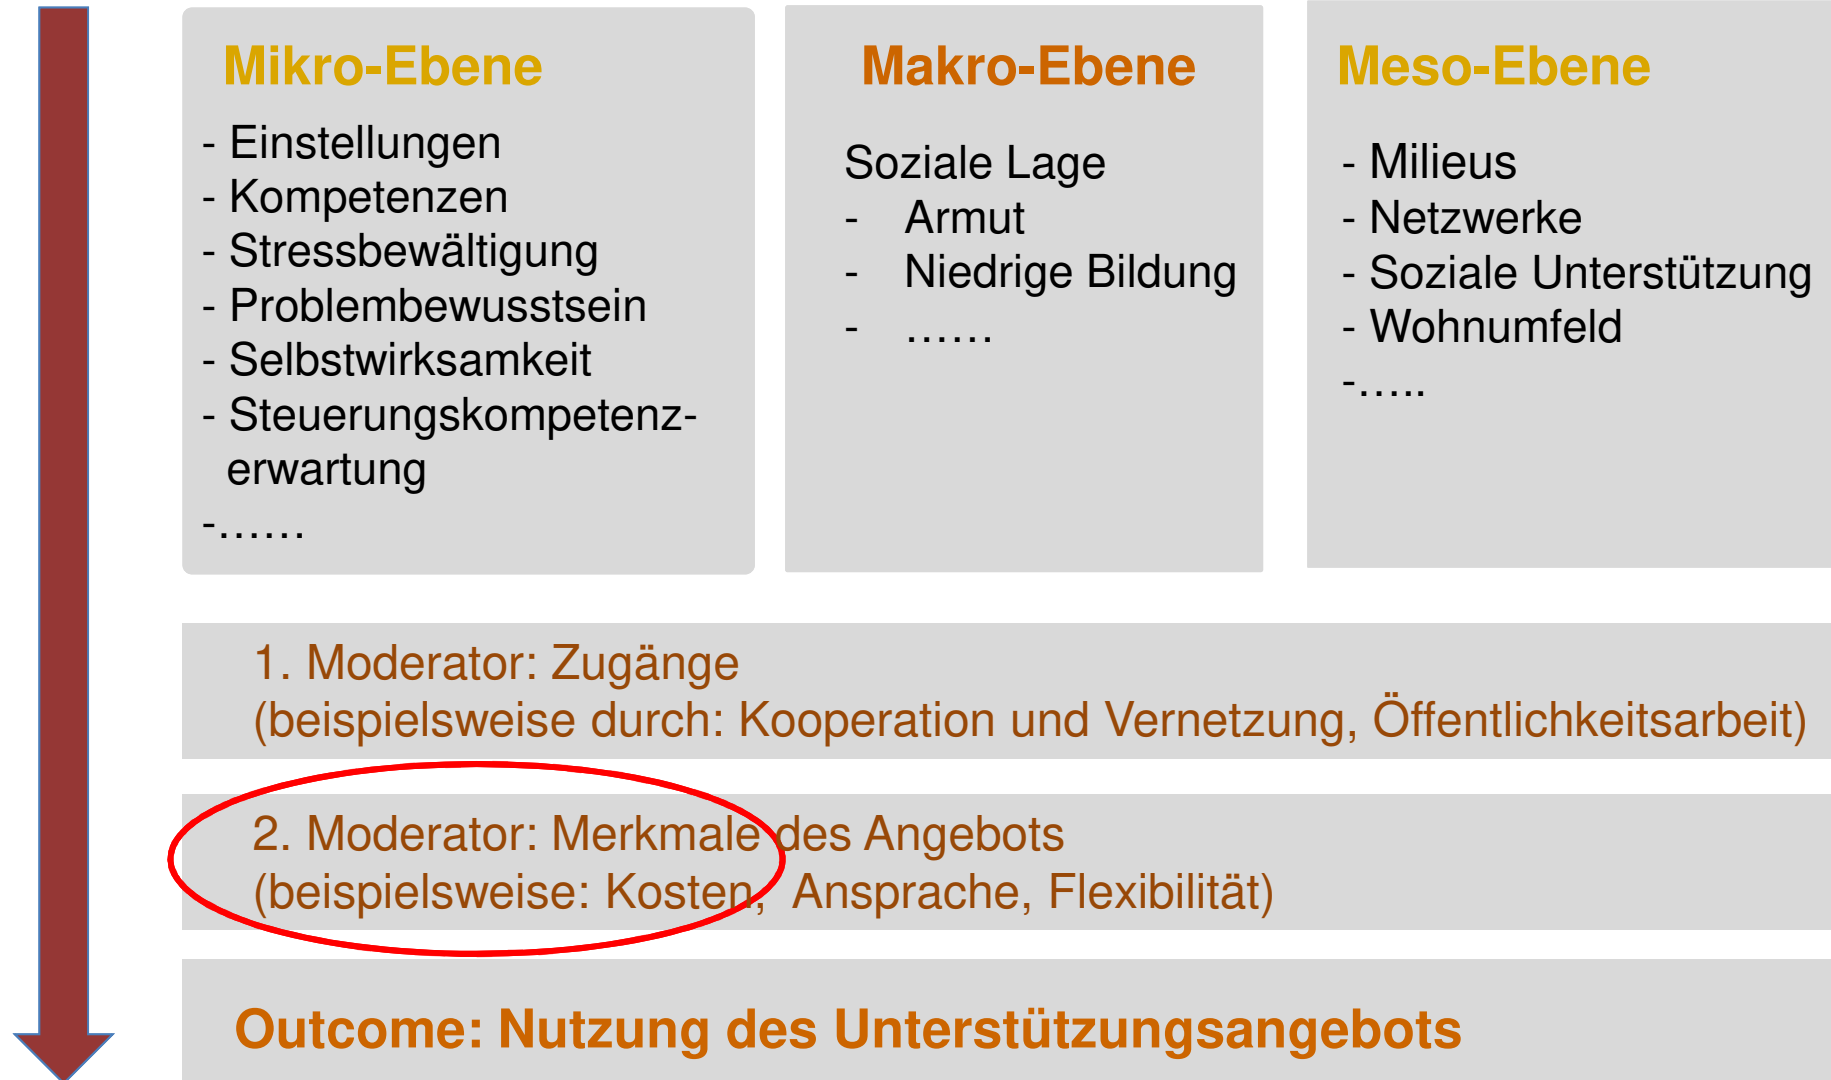 Mikro-Ebene
- Einstellungen
- Kompetenzen
- Stressbewältigung
- Problembewusstsein
- Selbstwirksamkeit
- Steuerungskompetenz-
erwartung
-......
Makro-Ebene
Soziale Lage
- Armut
- Niedrige Bildung
- ......
Meso-Ebene
- Milieus
- Netzwerke
- Soziale Unterstützung
- Wohnumfeld
-.....
1. Moderator: Zugänge
(beispielsweise durch: Kooperation und Vernetzung, Öffentlichkeitsarbeit)
2. Moderator: Merkmale des Angebots
(beispielsweise: Kosten, Ansprache, Flexibilität)
Outcome: Nutzung des Unterstützungsangebots